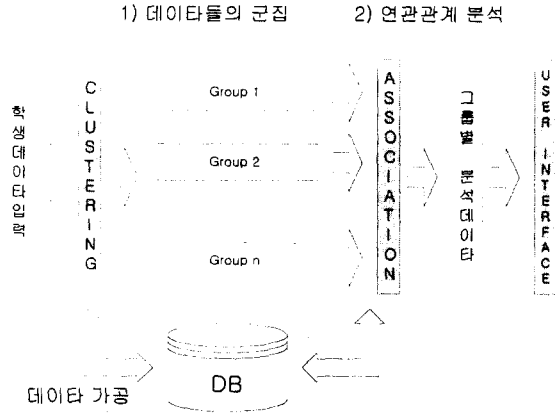 1) 데이타들의 군집
2) 연관관계 분석
학생데이타입력
CLUSTERING
Group 1
Group 2
Group n
ASSOCIATION
그룹별 분석데이타
USER INTERFACE
DB
데이타 가공